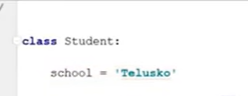 class Student:
school = 'Telusko'